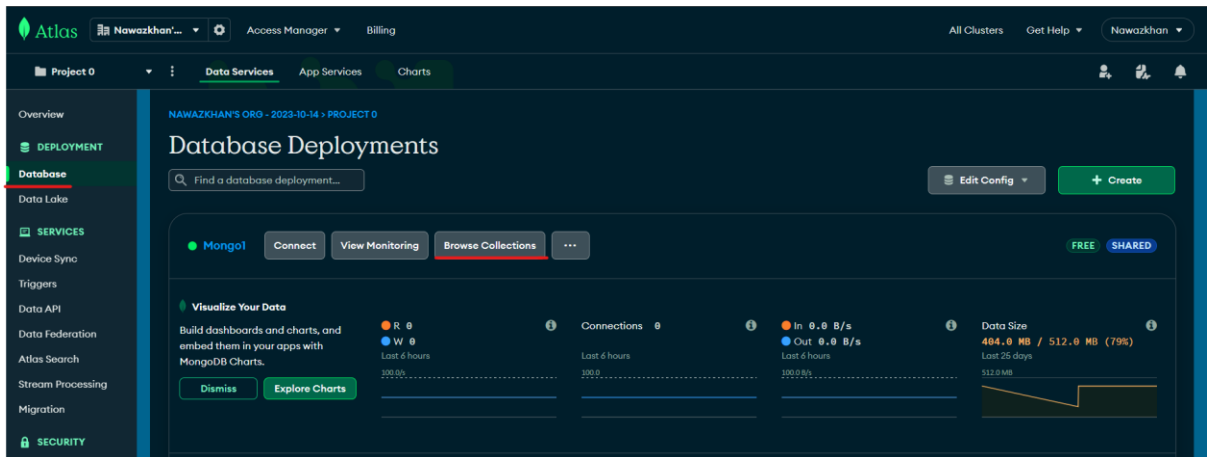 Atlas Nawazkhan'... Access Manager Billing All Clusters Get Help Nawazkhan
Project 0 Data Services App Services Charts
Overview
DEPLOYMENT
Database
Data Lake
SERVICES
Device Sync
Triggers
Data API
Data Federation
Atlas Search
Stream Processing
Migration
SECURITY
NAWAZKHAN'S ORG - 2023-10-14 > PROJECT 0
Database Deployments
Find a database deployment...
Edit Config + Create
Mongo1 Connect View Monitoring Browse Collections ... FREE SHARED
Visualize Your Data
Build dashboards and charts, and
embed them in your apps with
MongoDB Charts.
Dismiss Explore Charts
R 0
W 0
Last 6 hours
100.0/s
Connections 0
Last 6 hours
100.0
In 0.0 B/s
Out 0.0 B/s
Last 6 hours
100.0 B/s
Data Size
404.0 MB / 512.0 MB (79%)
Last 25 days
512.0 MB